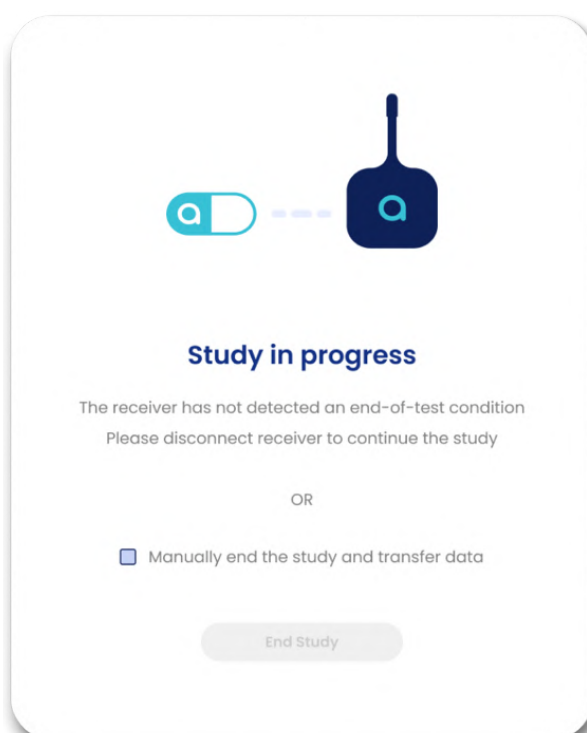 a
a
Study in progress
The receiver has not detected an end-of-test condition
Please disconnect receiver to continue the study
OR
Manually end the study and transfer data
End Study